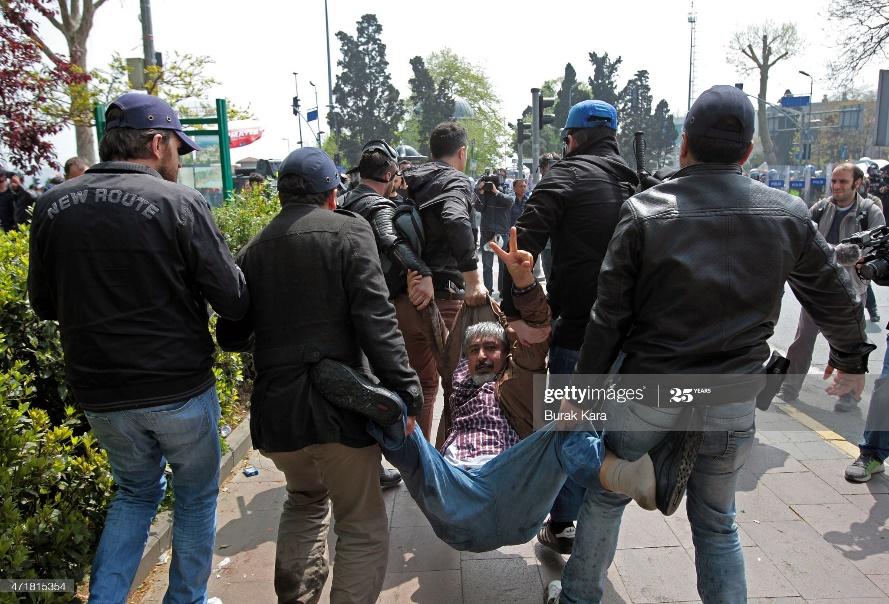 NEW ROUTE
gettyimages® | 25 YEARS
Burak Kara
471815354